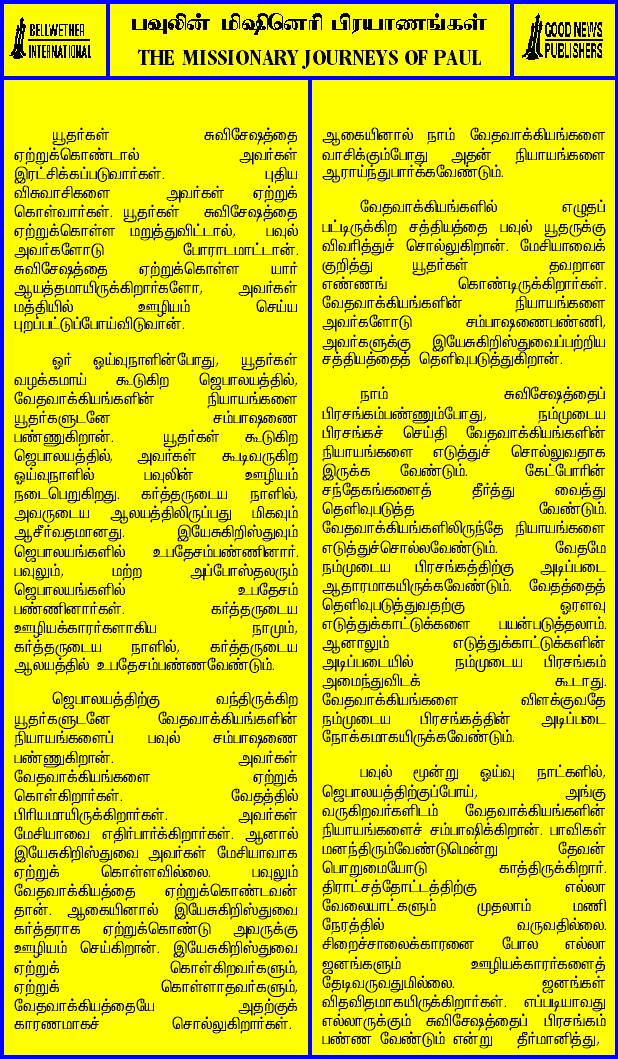 BELLWETHER
INTERNATIONAL
பவுலின் மிஷினெரி பிரயாணங்கள்
THE MISSIONARY JOURNEYS OF PAUL
GOOD NEWS
PUBLISHERS
யூதர்கள் சுவிசேஷத்தை
ஏற்றுக்கொண்டால் அவர்கள்
இரட்சிக்கப்படுவார்கள். புதிய
விசுவாசிகளை அவர்கள் ஏற்றுக்
கொள்வார்கள். யூதர்கள் சுவிசேஷத்தை
ஏற்றுக்கொள்ள மறுத்துவிட்டால், பவுல்
அவர்களோடு போராடமாட்டான்.
சுவிசேஷத்தை ஏற்றுக்கொள்ள யார்
ஆயத்தமாயிருக்கிறார்களோ, அவர்கள்
மத்தியில் ஊழியம் செய்ய
புறப்பட்டுப்போய்விடுவான்.
ஓர் ஓய்வுநாளின்போது, யூதர்கள்
வழக்கமாய் கூடுகிற ஜெபாலயத்தில்,
வேதவாக்கியங்களின் நியாயங்களை
யூதர்களுடனே சம்பாஷணை
பண்ணுகிறான். யூதர்கள் கூடுகிற
ஜெபாலயத்தில், அவர்கள் கூடிவருகிற
ஓய்வுநாளில் பவுலின் ஊழியம்
நடைபெறுகிறது. கர்த்தருடைய நாளில்,
அவருடைய ஆலயத்திலிருப்பது மிகவும்
ஆசீர்வதமானது. இயேசுகிறிஸ்துவும்
ஜெபாலயங்களில் உபதேசம்பண்ணினார்.
பவுலும், மற்ற அப்போஸ்தலரும்
ஜெபாலயங்களில் உபதேசம்
பண்ணினார்கள். கர்த்தருடைய
ஊழியக்காரர்களாகிய நாமும்,
கர்த்தருடைய நாளில், கர்த்தருடைய
ஆலயத்தில் உபதேசம்பண்ணவேண்டும்.
ஜெபாலயத்திற்கு வந்திருக்கிற
யூதர்களுடனே வேதவாக்கியங்களின்
நியாயங்களைப் பவுல் சம்பாஷணை
பண்ணுகிறான். அவர்கள்
வேதவாக்கியங்களை ஏற்றுக்
கொள்கிறார்கள். வேதத்தில்
பிரியமாயிருக்கிறார்கள். அவர்கள்
மேசியாவை எதிர்பார்க்கிறார்கள். ஆனால்
இயேசுகிறிஸ்துவை அவர்கள் மேசியாவாக
ஏற்றுக் கொள்ளவில்லை. பவுலும்
வேதவாக்கியத்தை ஏற்றுக்கொண்டவன்
தான். ஆகையினால் இயேசுகிறிஸ்துவை
கர்த்தராக ஏற்றுக்கொண்டு அவருக்கு
ஊழியம் செய்கிறான். இயேசுகிறிஸ்துவை
ஏற்றுக் கொள்கிறவர்களும்,
ஏற்றுக் கொள்ளாதவர்களும்,
வேதவாக்கியத்தையே அதற்குக்
காரணமாகச் சொல்லுகிறார்கள்.
ஆகையினால் நாம் வேதவாக்கியங்களை
வாசிக்கும்போது அதன் நியாயங்களை
ஆராய்ந்துபார்க்கவேண்டும்.
வேதவாக்கியங்களில் எழுதப்
பட்டிருக்கிற சத்தியத்தை பவுல் யூதருக்கு
விவரித்துச் சொல்லுகிறான். மேசியாவைக்
குறித்து யூதர்கள் தவறான
எண்ணங் கொண்டிருக்கிறார்கள்.
வேதவாக்கியங்களின் நியாயங்களை
அவர்களோடு சம்பாஷணைபண்ணி,
அவர்களுக்கு இயேசுகிறிஸ்துவைப்பற்றிய
சத்தியத்தைத் தெளிவுபடுத்துகிறான்.
நாம் சுவிசேஷத்தைப்
பிரசங்கம்பண்ணும்போது, நம்முடைய
பிரசங்கச் செய்தி வேதவாக்கியங்களின்
நியாயங்களை எடுத்துச் சொல்லுவதாக
இருக்க வேண்டும். கேட்போரின்
சந்தேகங்களைத் தீர்த்து வைத்து
தெளிவுபடுத்த வேண்டும்.
வேதவாக்கியங்களிலிருந்தே நியாயங்களை
எடுத்துச்சொல்லவேண்டும். வேதமே
நம்முடைய பிரசங்கத்திற்கு அடிப்படை
ஆதாரமாகயிருக்கவேண்டும். வேதத்தைத்
தெளிவுபடுத்துவதற்கு ஓரளவு
எடுத்துக்காட்டுக்களை பயன்படுத்தலாம்.
ஆனாலும் எடுத்துக்காட்டுக்களின்
அடிப்படையில் நம்முடைய பிரசங்கம்
அமைந்துவிடக் கூடாது.
வேதவாக்கியங்களை விளக்குவதே
நம்முடைய பிரசங்கத்தின் அடிப்படை
நோக்கமாகயிருக்கவேண்டும்.
பவுல் மூன்று ஓய்வு நாட்களில்,
ஜெபாலயத்திற்குப்போய், அங்கு
வருகிறவர்களிடம் வேதவாக்கியங்களின்
நியாயங்களைச் சம்பாஷிக்கிறான். பாவிகள்
மனந்திரும்வேண்டுமென்று தேவன்
பொறுமையோடு காத்திருக்கிறார்.
திராட்சத்தோட்டத்திற்கு எல்லா
வேலையாட்களும் முதலாம் மணி
நேரத்தில் வருவதில்லை.
சிறைச்சாலைக்காரனை போல எல்லா
ஜனங்களும் ஊழியக்காரர்களைத்
தேடிவருவதுமில்லை. ஜனங்கள்
விதவிதமாகயிருக்கிறார்கள். எப்படியாவது
எல்லாருக்கும் சுவிசேஷத்தைப் பிரசங்கம்
பண்ண வேண்டும் என்று தீர்மானித்து,